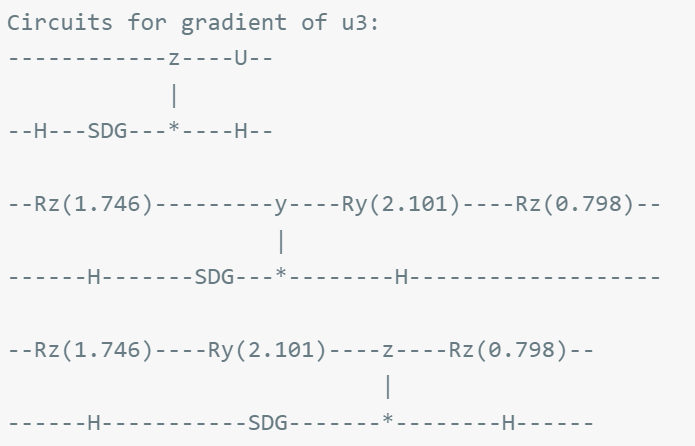 Circuits for gradient of u3:
------------z----U--
            |
--H---SDG---*----H--

--Rz(1.746)---------y----Ry(2.101)----Rz(0.798)--
                    |
------H-------SDG---*--------H-------------------

--Rz(1.746)----Ry(2.101)----z----Rz(0.798)--
                            |
------H-----------SDG-------*--------H------